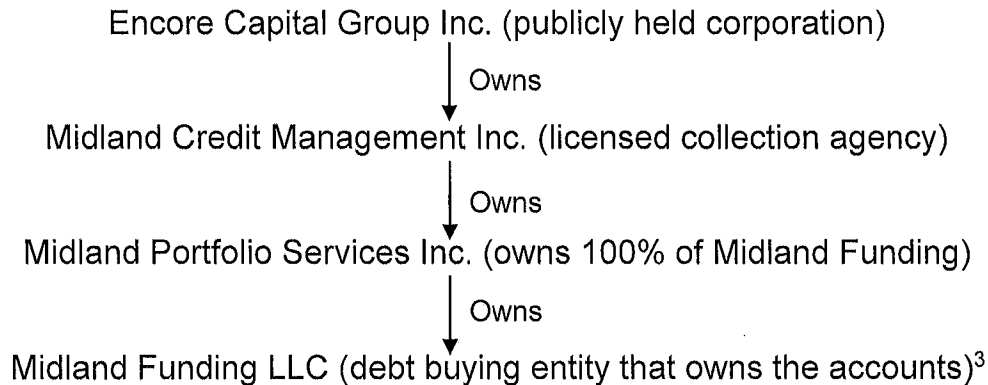 Encore Capital Group Inc. (publicly held corporation)
Owns
Midland Credit Management Inc. (licensed collection agency)
Owns
Midland Portfolio Services Inc. (owns 100% of Midland Funding)
Owns
Midland Funding LLC (debt buying entity that owns the accounts)³